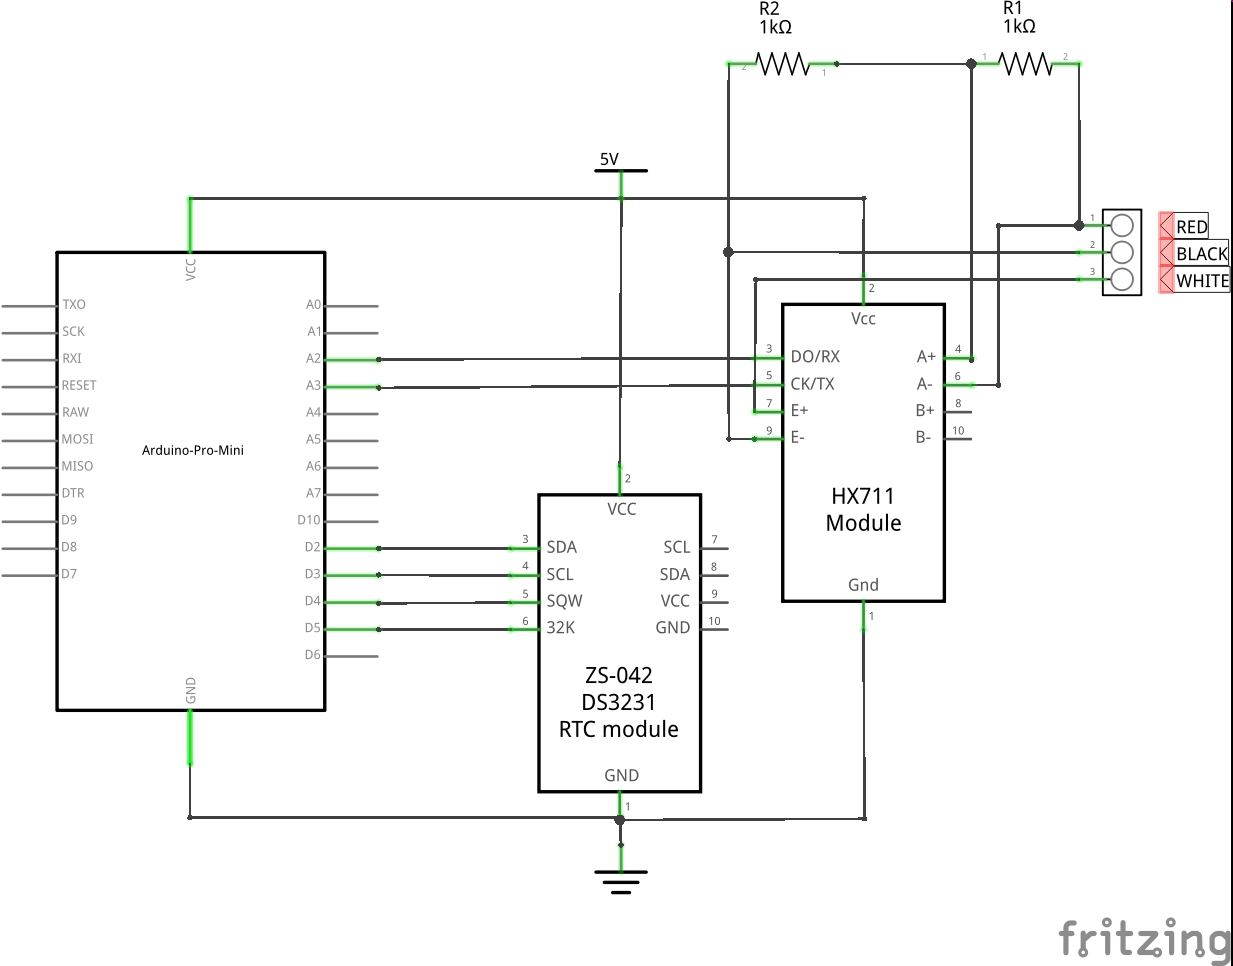 R2
1kΩ
R1
1kΩ
2
1
1
2
5V
VCC
1
RED
2
BLACK
3
WHITE
2
Vcc
TXO
A0
SCK
A1
RXI
A2
3
DO/RX
A+
4
RESET
A3
5
CK/TX
A-
6
RAW
A4
7
E+
B+
8
MOSI
A5
9
E-
B-
10
Arduino-Pro-Mini
MISO
A6
DTR
A7
D9
D10
D8
D2
D7
D3
D4
D5
D6
GND
2
VCC
3
SDA
SCL
7
4
SCL
SDA
8
5
SQW
VCC
9
6
32K
GND
10
ZS-042
DS3231
RTC module
GND
1
HX711
Module
Gnd
1
fritzing